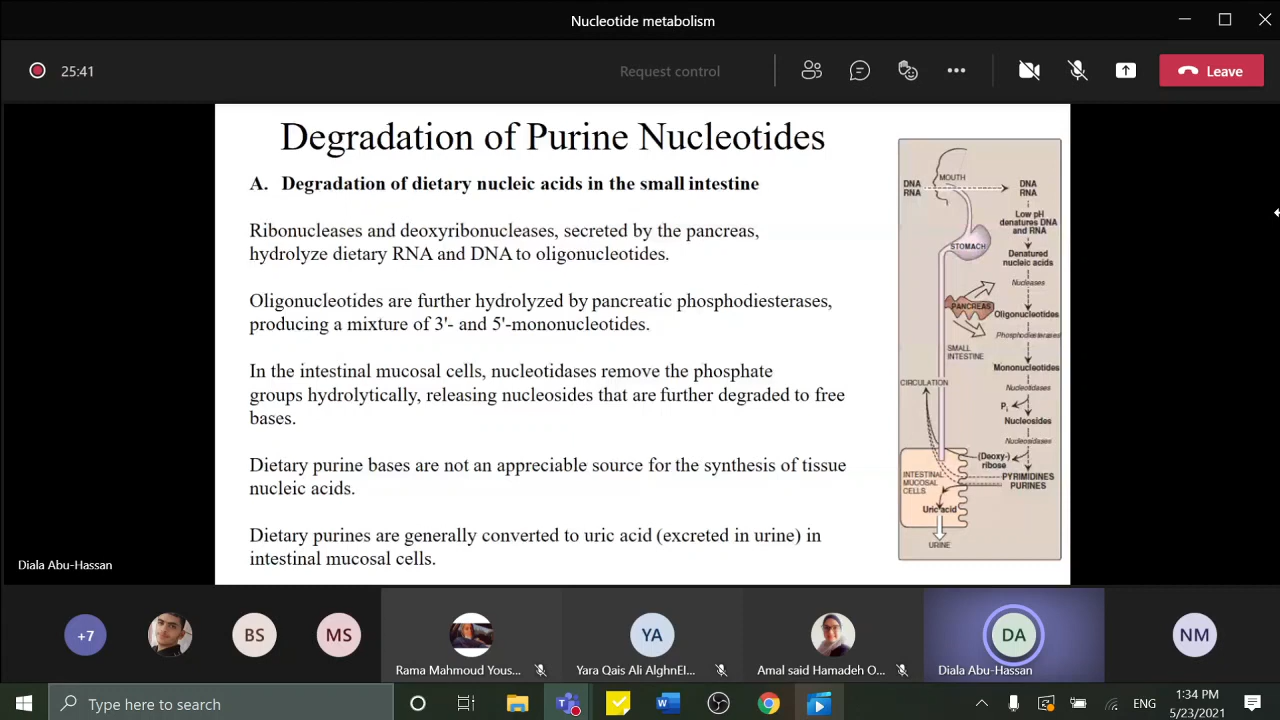 Nucleotide metabolism
25:41
Request control
Leave
Degradation of Purine Nucleotides
A. Degradation of dietary nucleic acids in the small intestine
Ribonucleases and deoxyribonucleases, secreted by the pancreas,
hydrolyze dietary RNA and DNA to oligonucleotides.
Oligonucleotides are further hydrolyzed by pancreatic phosphodiesterases,
producing a mixture of 3'- and 5'-mononucleotides.
In the intestinal mucosal cells, nucleotidases remove the phosphate
groups hydrolytically, releasing nucleosides that are further degraded to free
bases.
Dietary purine bases are not an appreciable source for the synthesis of tissue
nucleic acids.
Dietary purines are generally converted to uric acid (excreted in urine) in
intestinal mucosal cells.
MOUTH
DNA
RNA
DNA
RNA
Low pH
denatures DNA
and RNA
STOMACH
Denatured
nucleic acids
Nucleases
PANCREAS
Oligonucleotides
Phosphodiesterases
SMALL
INTESTINE
Mononucleotides
CIRCULATION
Nucleotidases
Pi
Nucleosides
Nucleosidases
(Deoxy-)
ribose
INTESTINAL
MUCOSAL
CELLS
PYRIMIDINES
PURINES
Uric acid
URINE
Diala Abu-Hassan
+7
BS
MS
YA
DA
NM
Rama Mahmoud Yous...
Yara Qais Ali AlghnEl...
Amal said Hamadeh O...
Diala Abu-Hassan
Type here to search
ENG
1:34 PM
5/23/2021